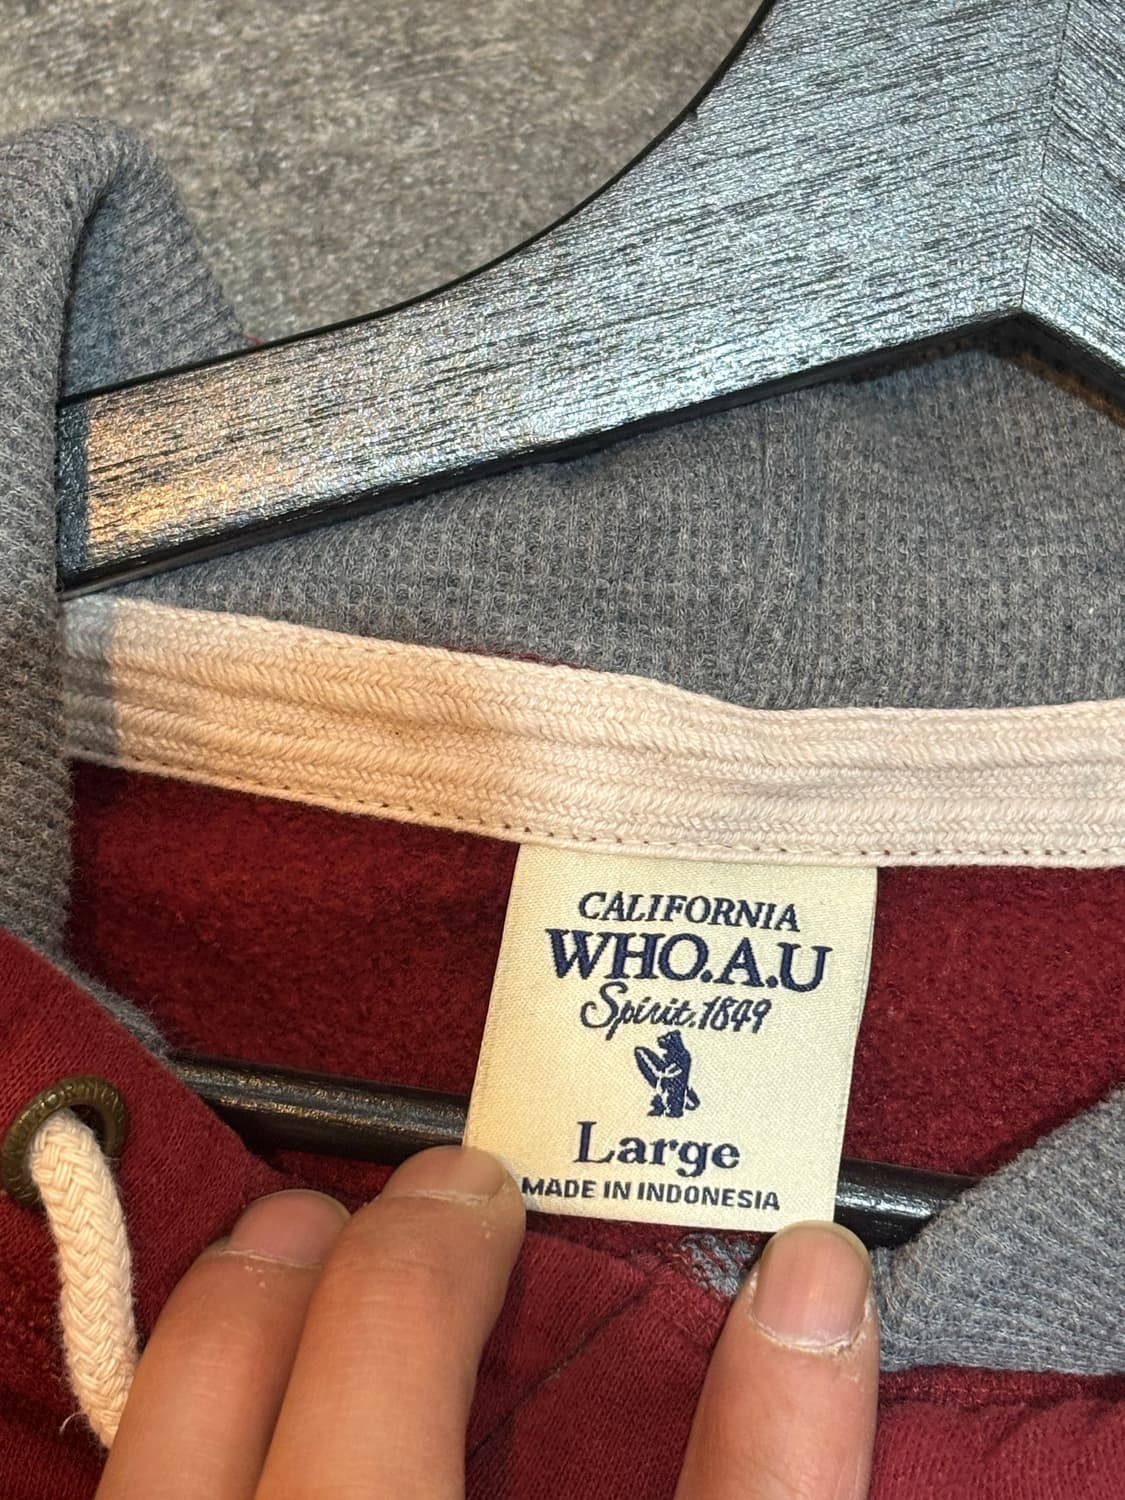 CALIFORNIA
WHO.A.U
Spirit.1849
Large
MADE IN INDONESIA